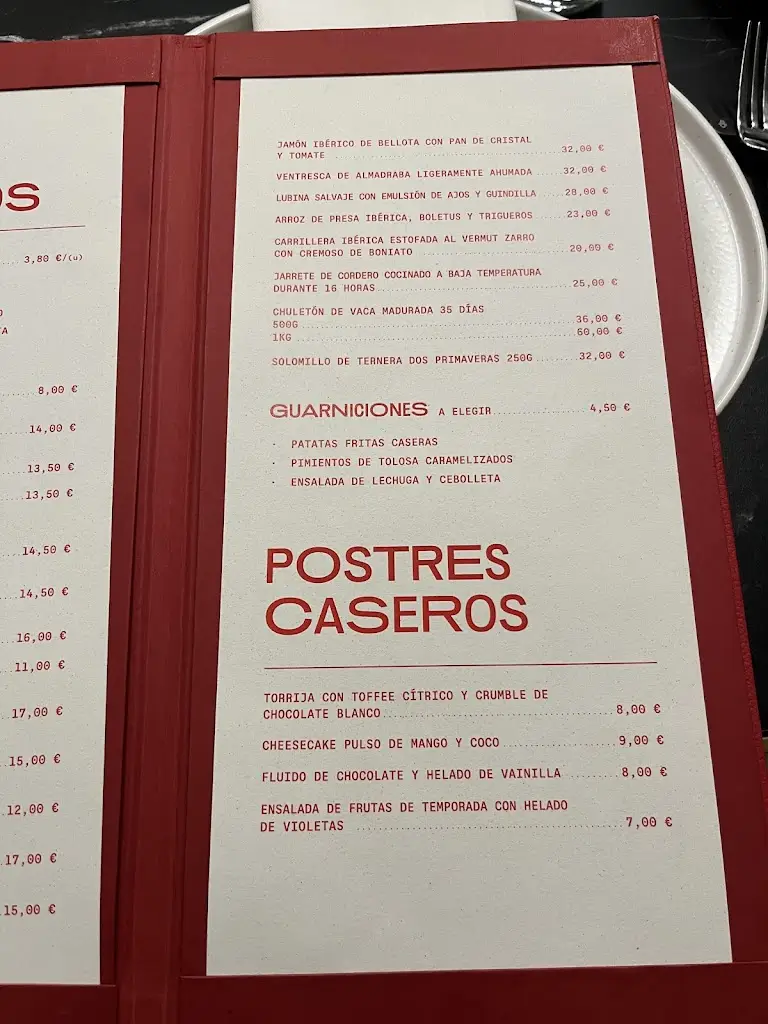 OS
3,80 €/(u)
8,00 €
14,00 €
13,50 €
13,50 €
14,50 €
14,50 €
16,00 €
11,00 €
17,00 €
15,00 €
12,00 €
17,00 €
15,00 €
JAMÓN IBÉRICO DE BELLOTA CON PAN DE CRISTAL
Y TOMATE 32,00 €
VENTRESCA DE ALMADRABA LIGERAMENTE AHUMADA 32,00 €
LUBINA SALVAJE CON EMULSIÓN DE AJOS Y GUINDILLA 28,00 €
ARROZ DE PRESA IBÉRICA, BOLETUS Y TRIGUEROS 23,00 €
CARRILLERA IBÉRICA ESTOFADA AL VERMUT ZARRO
CON CREMOSO DE BONIATO 20,00 €
JARRETE DE CORDERO COCINADO A BAJA TEMPERATURA
DURANTE 16 HORAS 25,00 €
CHULETÓN DE VACA MADURADA 35 DÍAS
500G 36,00 €
1KG 60,00 €
SOLOMILLO DE TERNERA DOS PRIMAVERAS 250G 32,00 €
GUARNICIONES A ELEGIR 4,50 €
· PATATAS FRITAS CASERAS
· PIMIENTOS DE TOLOSA CARAMELIZADOS
· ENSALADA DE LECHUGA Y CEBOLLETA
POSTRES
CASEROS
TORRIJA CON TOFFEE CÍTRICO Y CRUMBLE DE
CHOCOLATE BLANCO 8,00 €
CHEESECAKE PULSO DE MANGO Y COCO 9,00 €
FLUIDO DE CHOCOLATE Y HELADO DE VAINILLA 8,00 €
ENSALADA DE FRUTAS DE TEMPORADA CON HELADO
DE VIOLETAS 7,00 €